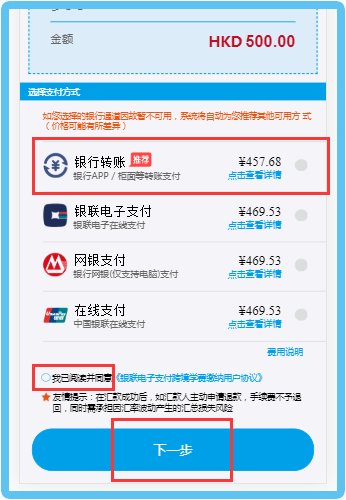 金额
HKD 500.00
选择支付方式
如您选择的银行通道因故暂不可用，系统将自动为您推荐其他可用方 式
（价格可能有所差异）
银行转账 推荐 ¥457.68
银行APP / 柜面等转账支付 点击查看详情
银联电子支付 ¥469.53
银联电子在线支付 点击查看详情
网银支付 ¥469.53
银行网银(仅支持电脑)支付 点击查看详情
在线支付 ¥469.53
中国银联在线支付 点击查看详情
费用说明
我已阅读并同意《银联电子支付跨境学费缴纳用户协议》
★ 友情提示：在汇款成功后，如汇款人主动申请退款，手续费不予退
回，同时需承担因汇率波动产生的汇总损失风险
下一步